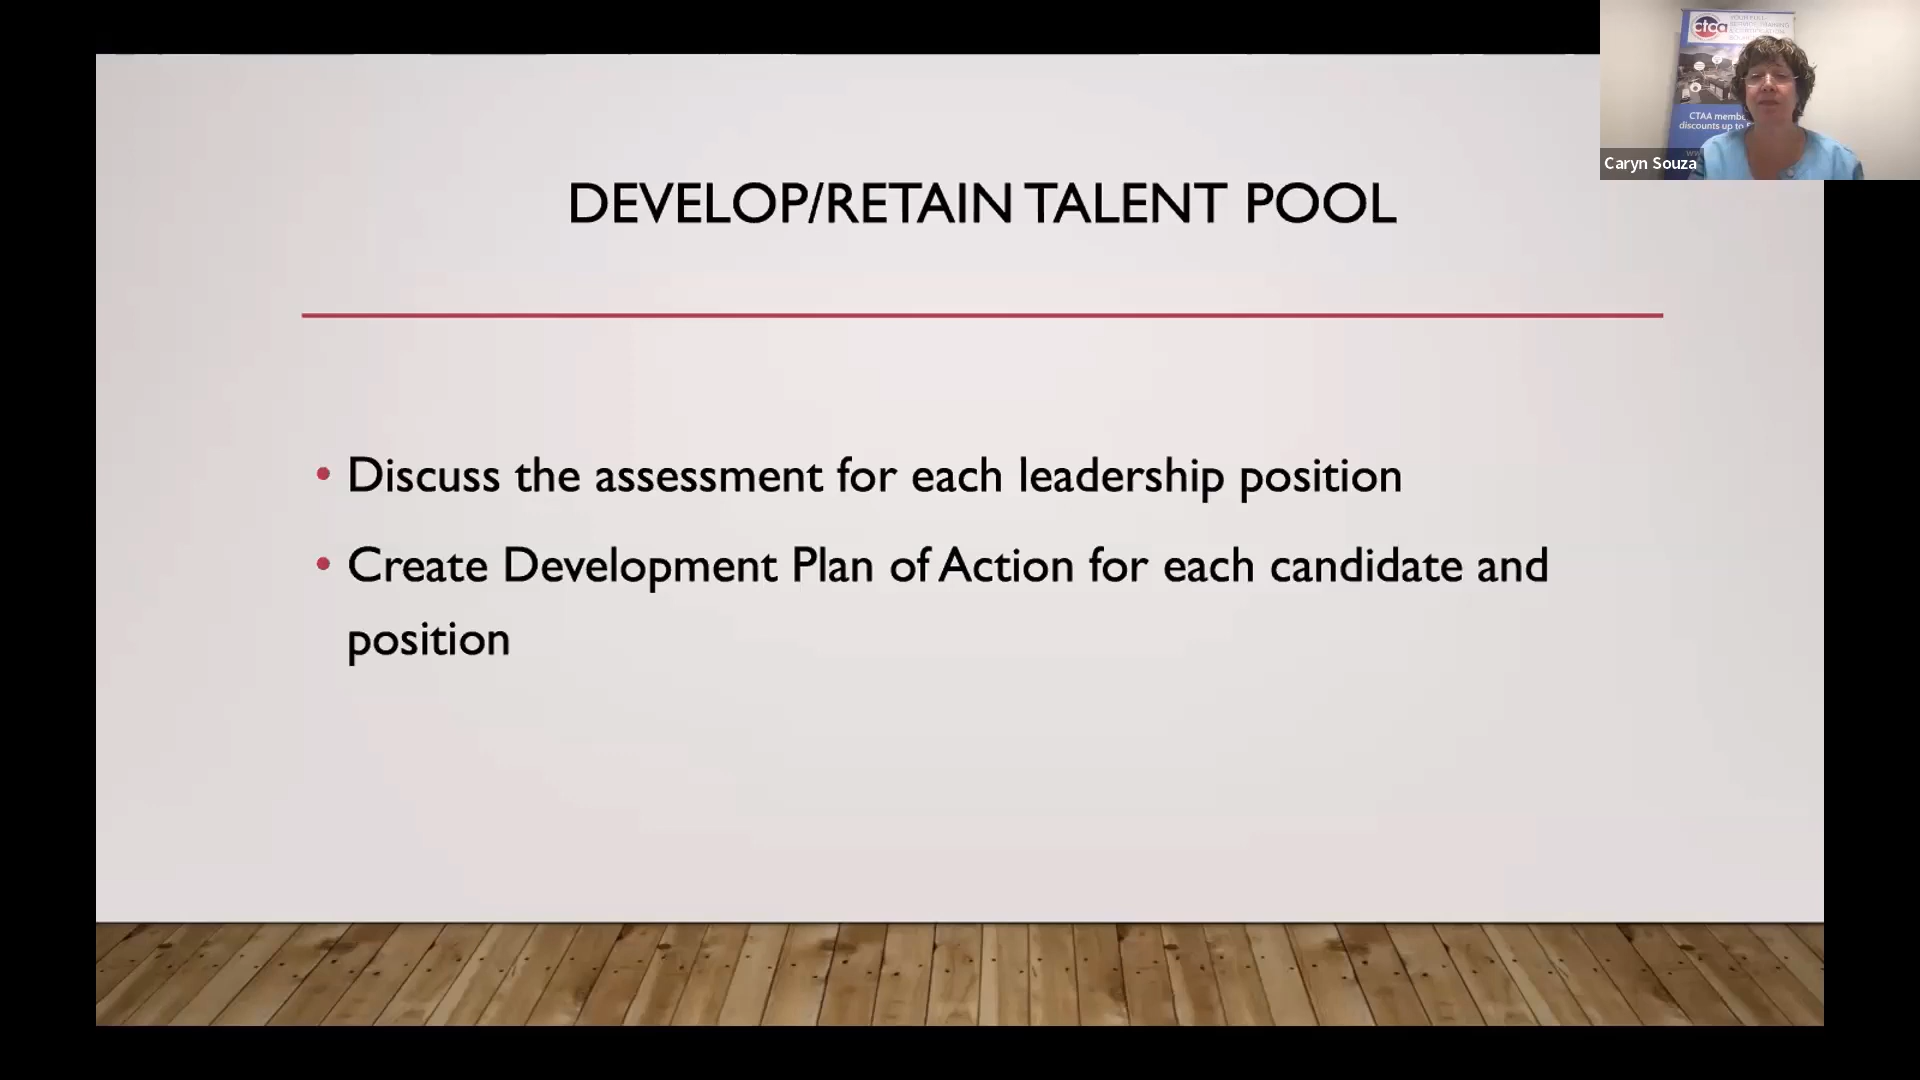 DEVELOP/RETAIN TALENT POOL
• Discuss the assessment for each leadership position
• Create Development Plan of Action for each candidate and
position
ctaa
CTAA membe
discounts up to
Caryn Souza